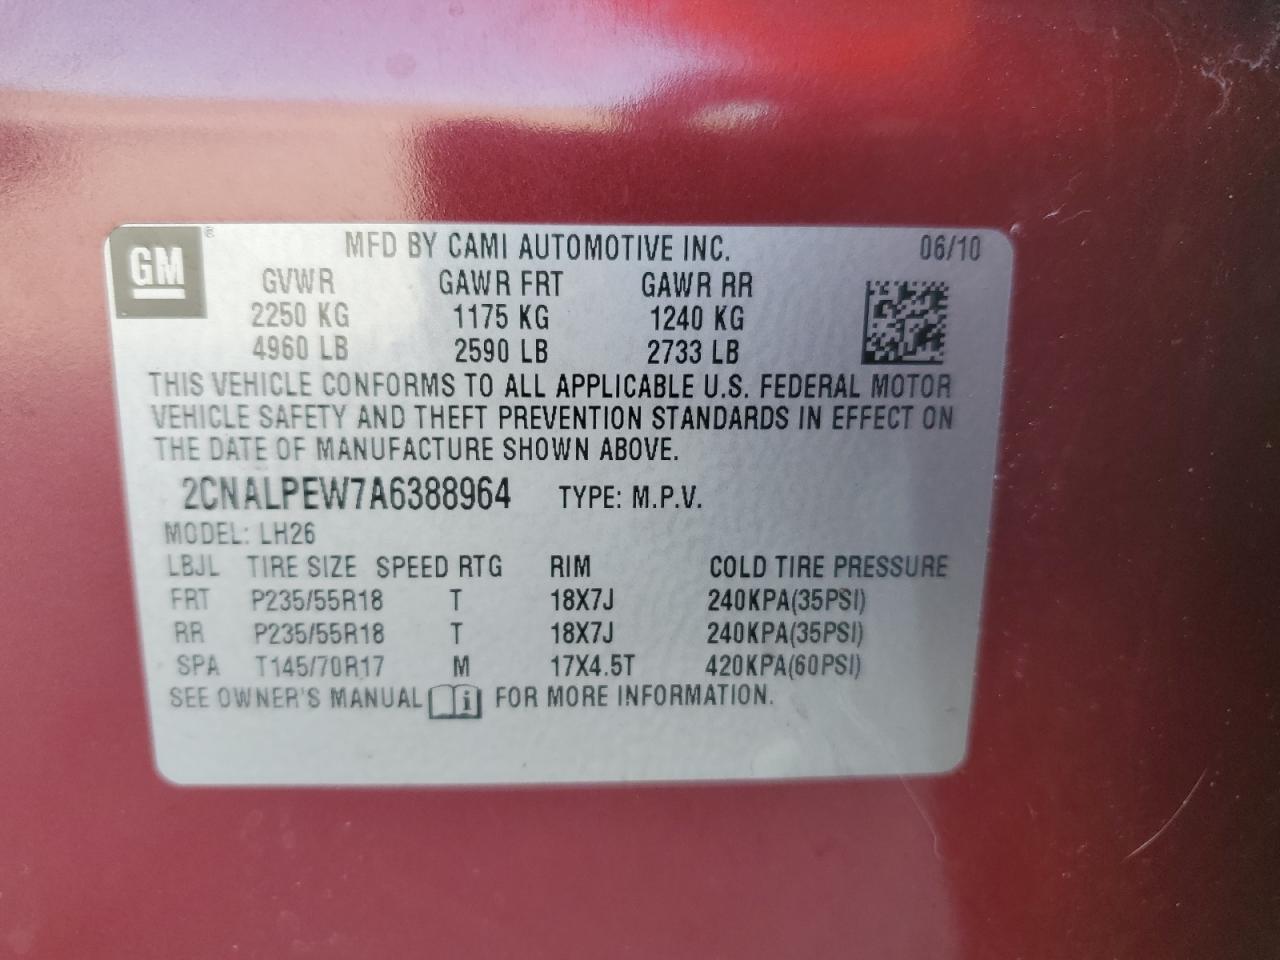 GM ® MFD BY CAMI AUTOMOTIVE INC. 06/10
GVWR GAWR FRT GAWR RR
2250 KG 1175 KG 1240 KG
4960 LB 2590 LB 2733 LB
THIS VEHICLE CONFORMS TO ALL APPLICABLE U.S. FEDERAL MOTOR
VEHICLE SAFETY AND THEFT PREVENTION STANDARDS IN EFFECT ON
THE DATE OF MANUFACTURE SHOWN ABOVE.
2CNALPEW7A6388964 TYPE: M.P.V.
MODEL: LH26
LBJL TIRE SIZE SPEED RTG RIM COLD TIRE PRESSURE
FRT P235/55R18 T 18X7J 240KPA(35PSI)
RR P235/55R18 T 18X7J 240KPA(35PSI)
SPA T145/70R17 M 17X4.5T 420KPA(60PSI)
SEE OWNER'S MANUAL i FOR MORE INFORMATION.